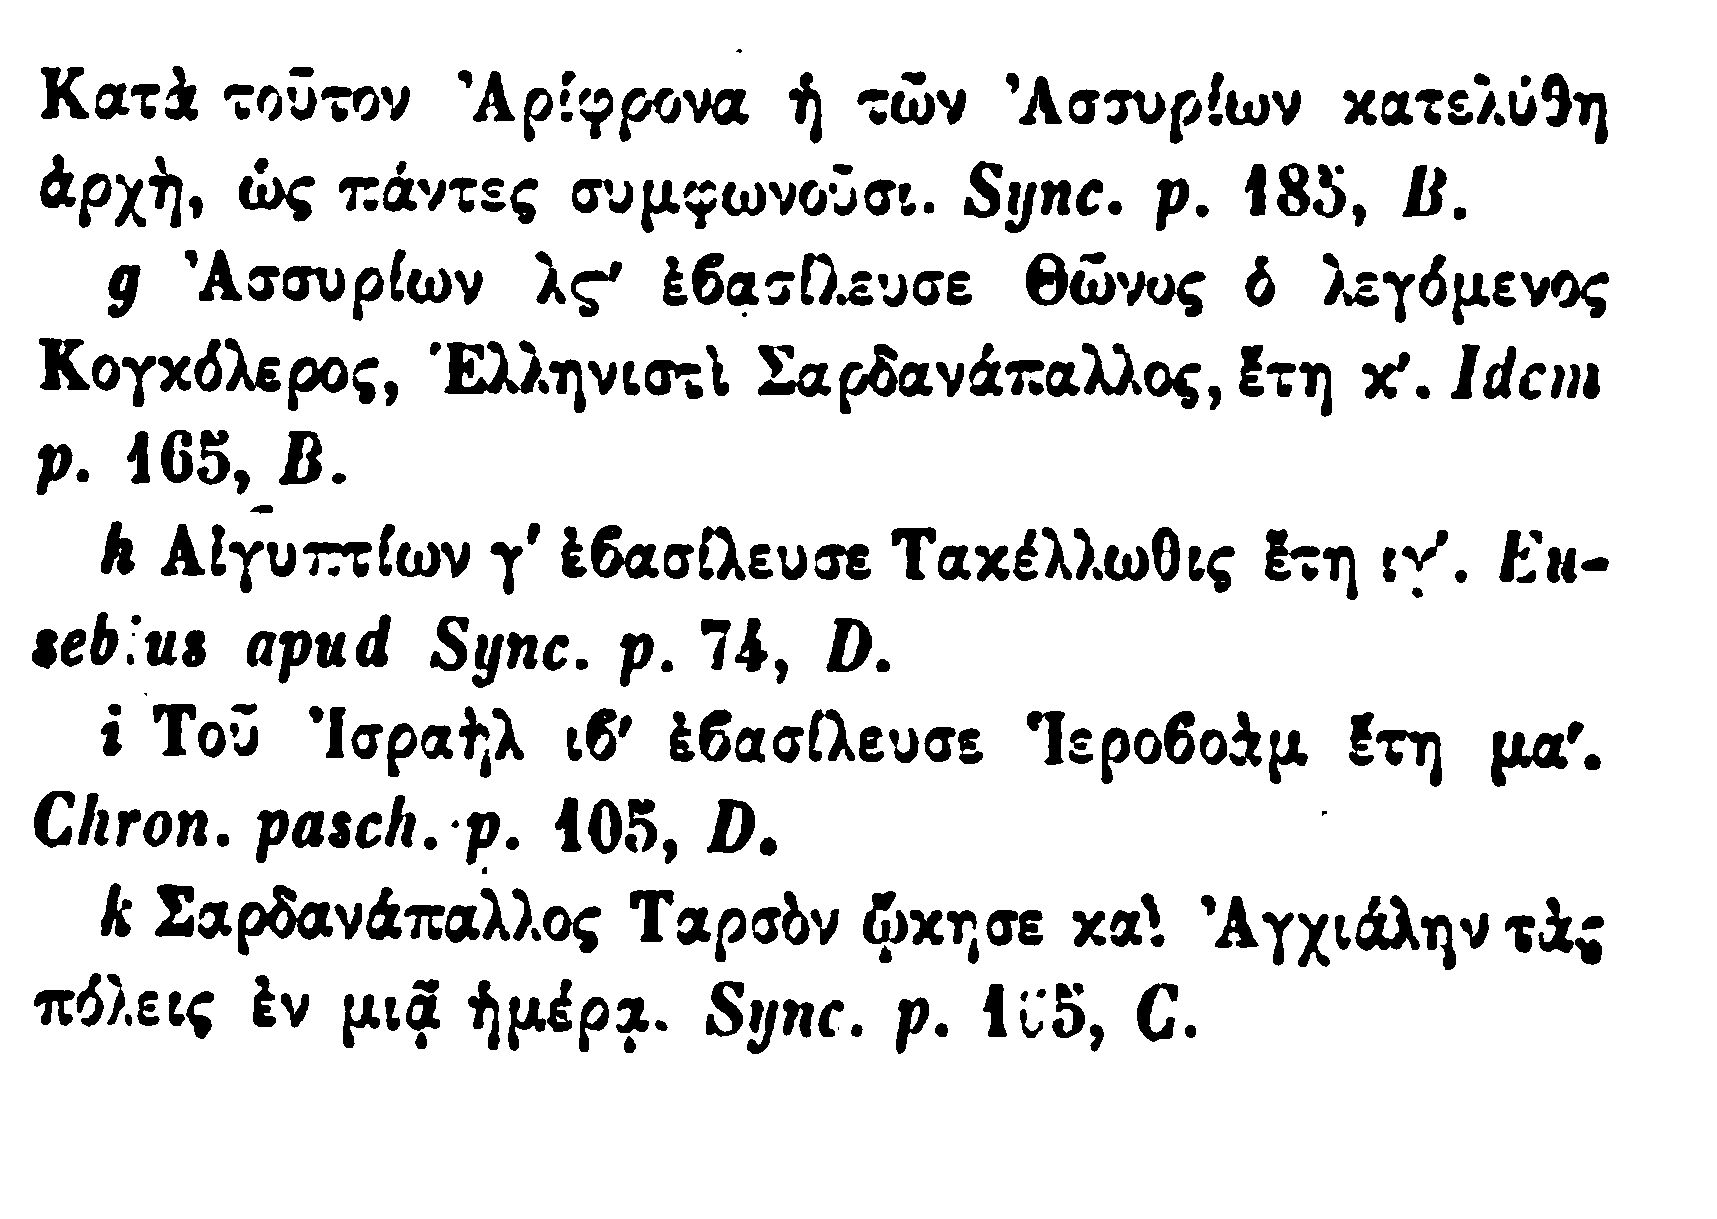 Κατὰ τοῦτον Ἀρίφρονα ἡ τῶν Ἀσσυρίων κατελύθη
ἀρχὴ, ὡς πάντες συμφωνοῦσι. Sync. p. 185, B.
g Ἀσσυρίων λς′ ἐϐασίλευσε Θῶνος ὁ λεγόμενος
Κογκόλερος, Ἑλληνιστὶ Σαρδανάπαλλος, ἔτη κ′. Idem
p. 165, B.
h Αἰγυπτίων γ′ ἐϐασίλευσε Τακέλλωθις ἔτη ιγ′. Eu-
sebius apud Sync. p. 74, D.
i Τοῦ Ἰσραὴλ ιϐ′ ἐϐασίλευσε Ἱεροϐοὰμ ἔτη μα′.
Chron. pasch. p. 105, D.
k Σαρδανάπαλλος Ταρσὸν ᾤκησε καὶ Ἀγχιάλην τὰς
πόλεις ἐν μιᾷ ἡμέρᾳ. Sync. p. 165, C.